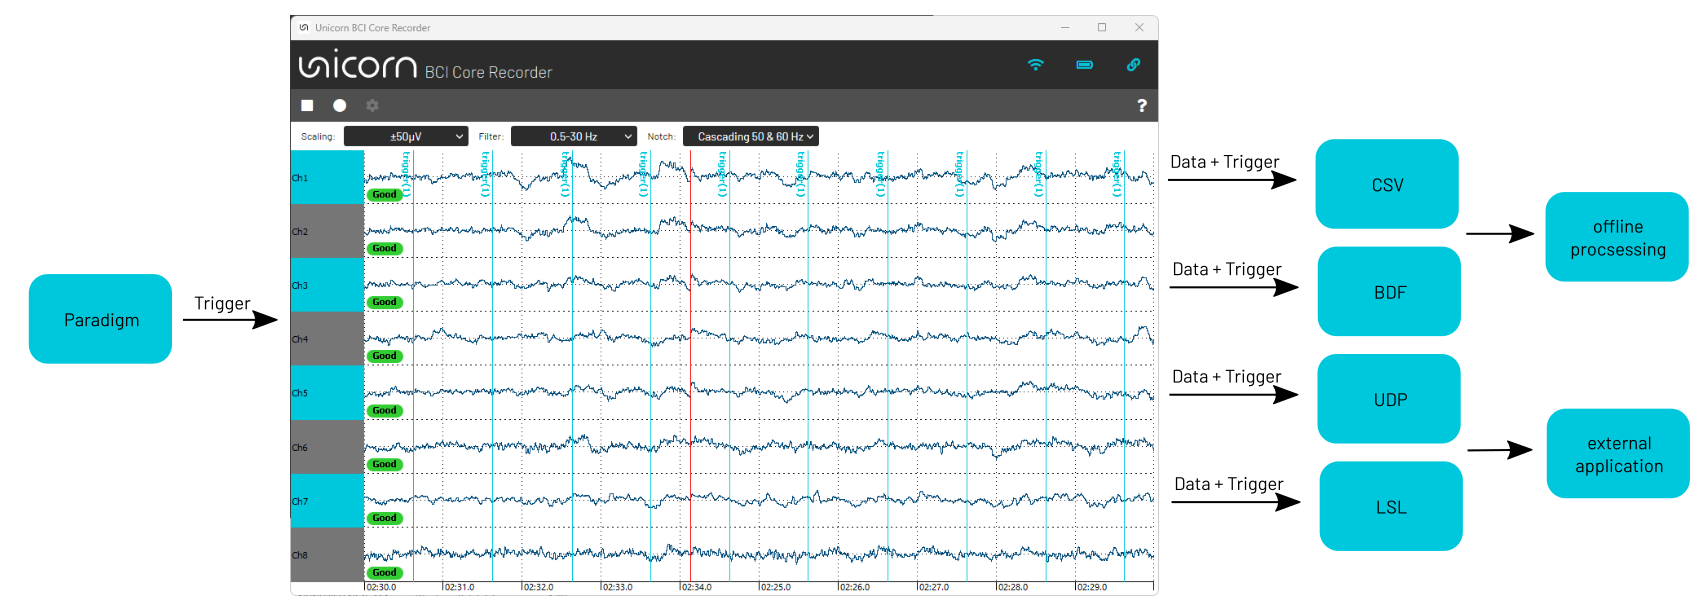 Unicorn BCI Core Recorder
unicorn BCI Core Recorder
?
Scaling: ±50µV Filter: 0.5-30 Hz Notch: Cascading 50 & 60 Hz
trigger(1) trigger(1) trigger(1) trigger(1) trigger(1) trigger(1) trigger(1) trigger(1) trigger(1) trigger(1)
Ch1
Good
Ch2
Good
Ch3
Good
Ch4
Good
Ch5
Good
Ch6
Good
Ch7
Good
Ch8
Good
02:30.0 02:31.0 02:32.0 02:33.0 02:34.0 02:25.0 02:26.0 02:27.0 02:28.0 02:29.0
Paradigm
Trigger
Data + Trigger
CSV
Data + Trigger
BDF
Data + Trigger
UDP
Data + Trigger
LSL
offline
procsessing
external
application